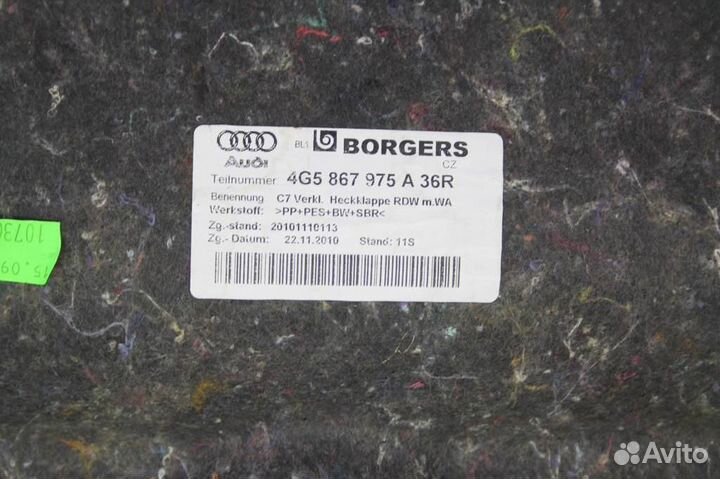 Audi
BL1 BORGERS
CZ
Teilnummer 4G5 867 975 A 36R
Benennung C7 Verkl. Heckklappe RDW m.WA
Werkstoff: >PP+PES+BW+SBR<
Zg.-stand: 20101110113
Zg.- Datum: 22.11.2010 Stand: 11S
Avito